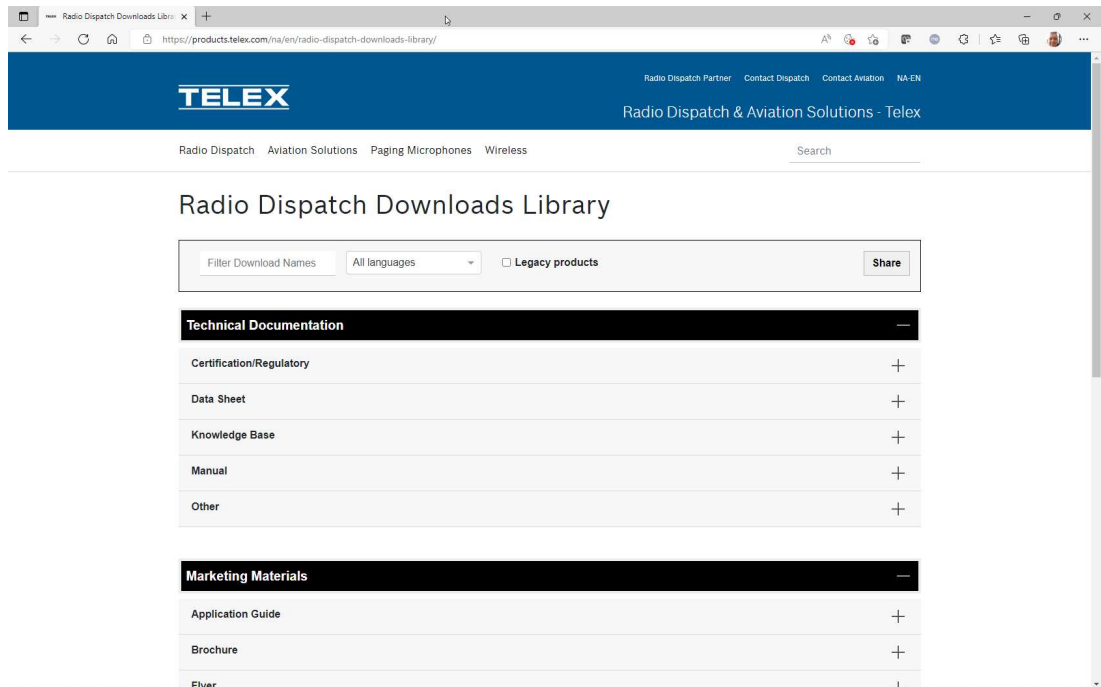 Radio Dispatch Downloads Libra
https://products.telex.com/na/en/radio-dispatch-downloads-library/
Radio Dispatch Partner Contact Dispatch Contact Aviation NA-EN
TELEX
Radio Dispatch & Aviation Solutions - Telex
Radio Dispatch Aviation Solutions Paging Microphones Wireless Search
Radio Dispatch Downloads Library
Filter Download Names All languages Legacy products Share
Technical Documentation
Certification/Regulatory
Data Sheet
Knowledge Base
Manual
Other
Marketing Materials
Application Guide
Brochure
Flyer